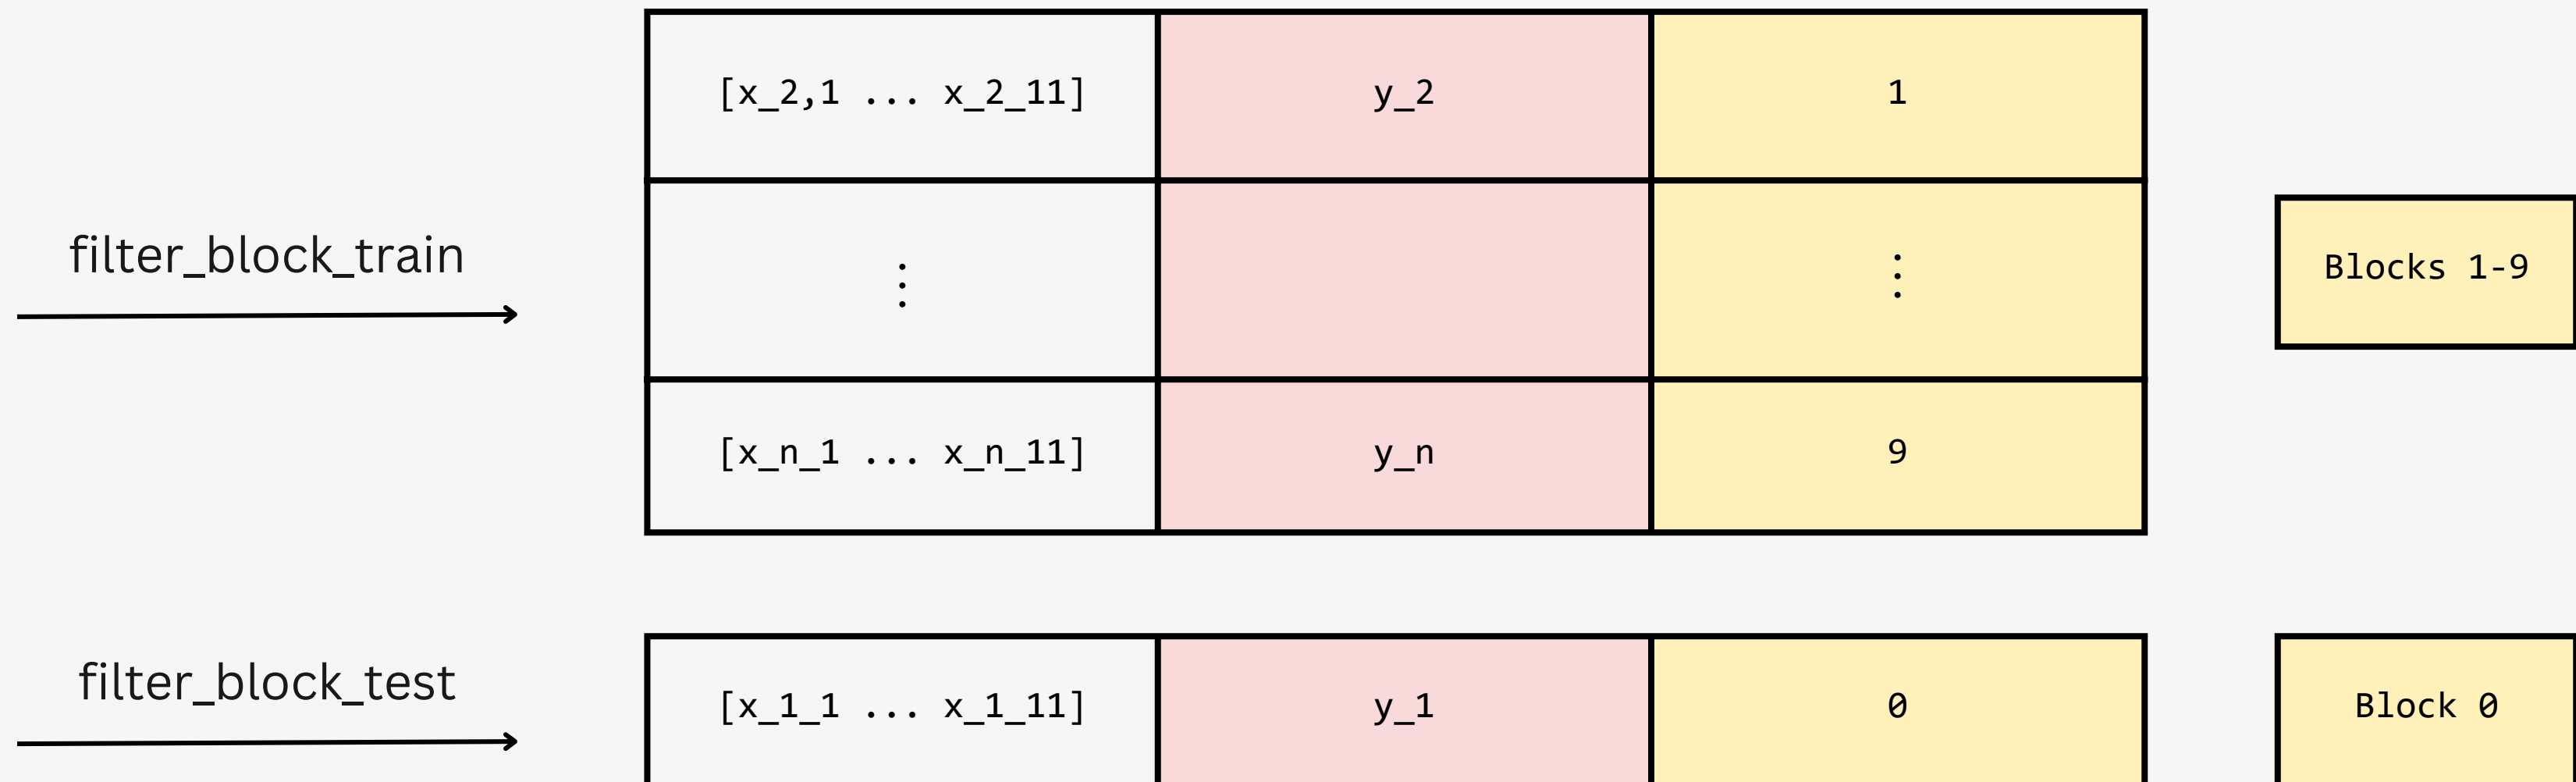 [x_2,1 ... x_2_11] y_2 1
filter_block_train
⋮ ⋮
Blocks 1-9
[x_n_1 ... x_n_11] y_n 9
filter_block_test
[x_1_1 ... x_1_11] y_1 0
Block 0